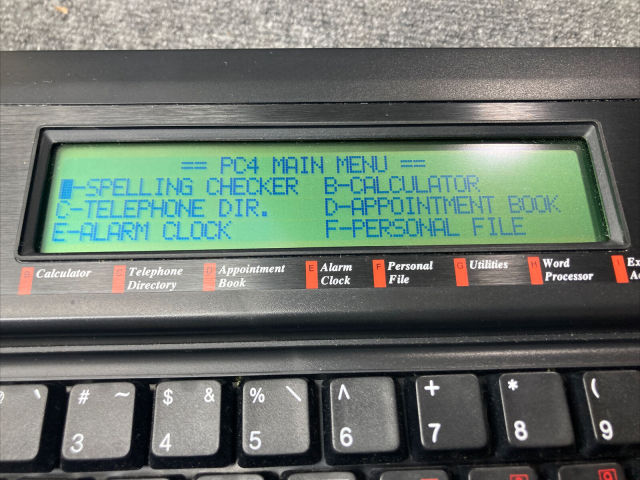 == PC4 MAIN MENU ==
-SPELLING CHECKER B-CALCULATOR
C-TELEPHONE DIR. D-APPOINTMENT BOOK
E-ALARM CLOCK F-PERSONAL FILE
B Calculator C Telephone D Appointment E Alarm F Personal G Utilities H Word
Directory Book Clock File Processor
# ~ $ & % \ ^ + * (
3 4 5 6 7 8 9